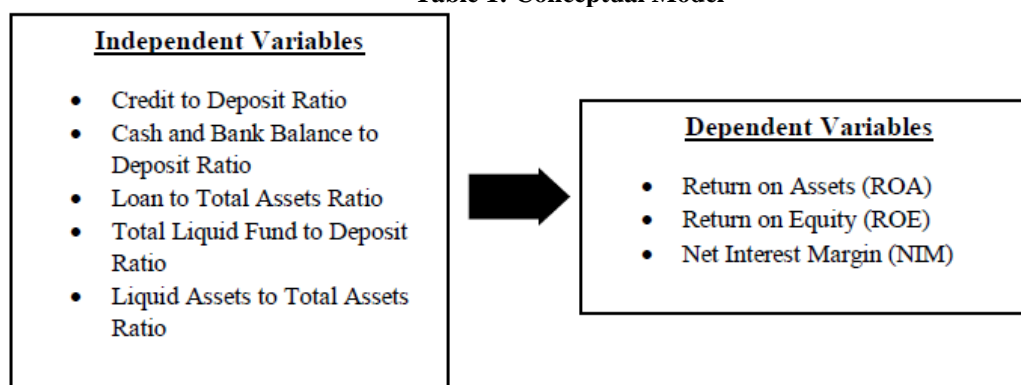 Table 1: Conceptual Model
Independent Variables
• Credit to Deposit Ratio
• Cash and Bank Balance to
Deposit Ratio
• Loan to Total Assets Ratio
• Total Liquid Fund to Deposit
Ratio
• Liquid Assets to Total Assets
Ratio
Dependent Variables
• Return on Assets (ROA)
• Return on Equity (ROE)
• Net Interest Margin (NIM)